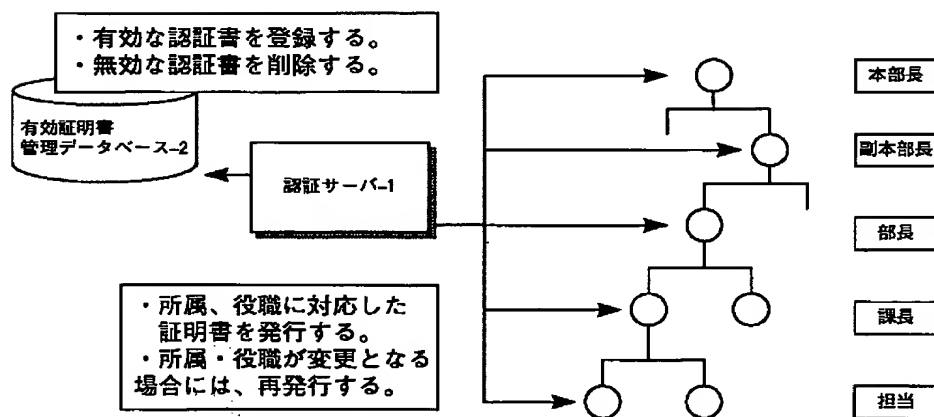 ・有効な認証書を登録する。
・無効な認証書を削除する。
有効証明書
管理データベース-2
認証サーバ-1
・所属、役職に対応した
証明書を発行する。
・所属・役職が変更となる
場合には、再発行する。
本部長
副本部長
部長
課長
担当